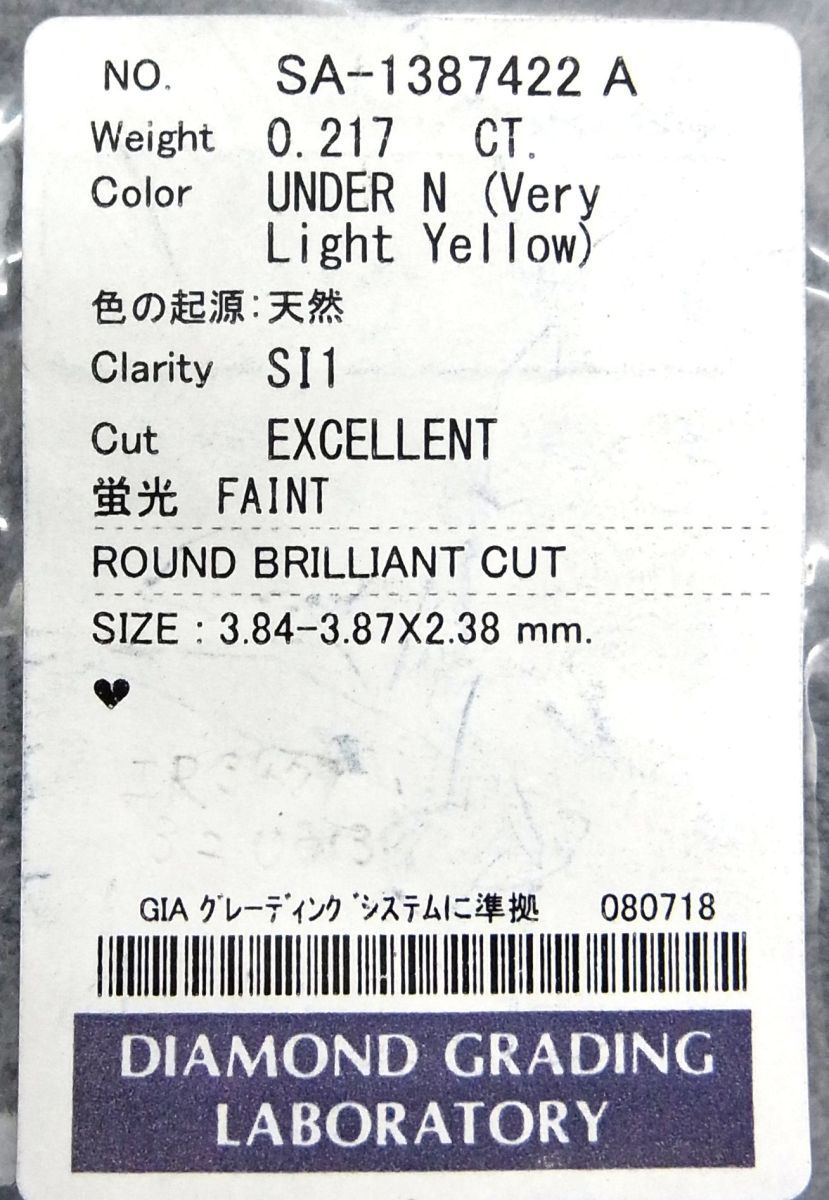 NO. SA-1387422 A
Weight 0.217 CT.
Color UNDER N (Very
Light Yellow)
色の起源:天然
Clarity SI1
Cut EXCELLENT
蛍光 FAINT
ROUND BRILLIANT CUT
SIZE : 3.84-3.87X2.38 mm.
♥
GIA グレーディングシステムに準拠 080718
DIAMOND GRADING
LABORATORY